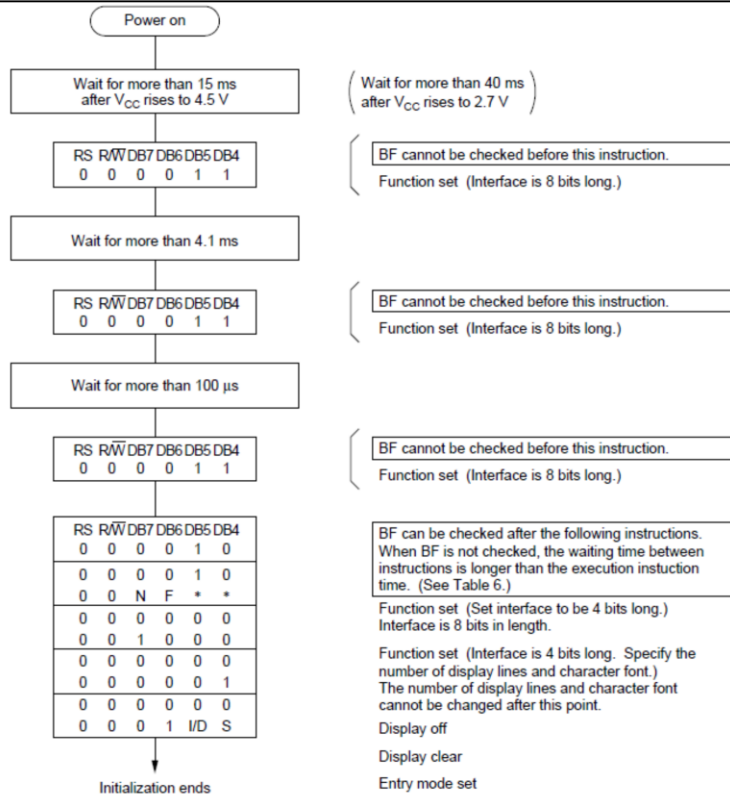 Power on
Wait for more than 15 ms
after VCC rises to 4.5 V
Wait for more than 40 ms
after VCC rises to 2.7 V
RS R/W DB7 DB6 DB5 DB4
0 0 0 0 1 1
BF cannot be checked before this instruction.
Function set (Interface is 8 bits long.)
Wait for more than 4.1 ms
RS R/W DB7 DB6 DB5 DB4
0 0 0 0 1 1
BF cannot be checked before this instruction.
Function set (Interface is 8 bits long.)
Wait for more than 100 µs
RS R/W DB7 DB6 DB5 DB4
0 0 0 0 1 1
BF cannot be checked before this instruction.
Function set (Interface is 8 bits long.)
RS R/W DB7 DB6 DB5 DB4
0 0 0 0 1 0
0 0 0 0 1 0
0 0 N F * *
0 0 0 0 0 0
0 0 1 0 0 0
0 0 0 0 0 0
0 0 0 0 0 1
0 0 0 0 0 0
0 0 0 1 I/D S
Initialization ends
BF can be checked after the following instructions.
When BF is not checked, the waiting time between
instructions is longer than the execution instuction
time. (See Table 6.)
Function set (Set interface to be 4 bits long.)
Interface is 8 bits in length.
Function set (Interface is 4 bits long. Specify the
number of display lines and character font.)
The number of display lines and character font
cannot be changed after this point.
Display off
Display clear
Entry mode set